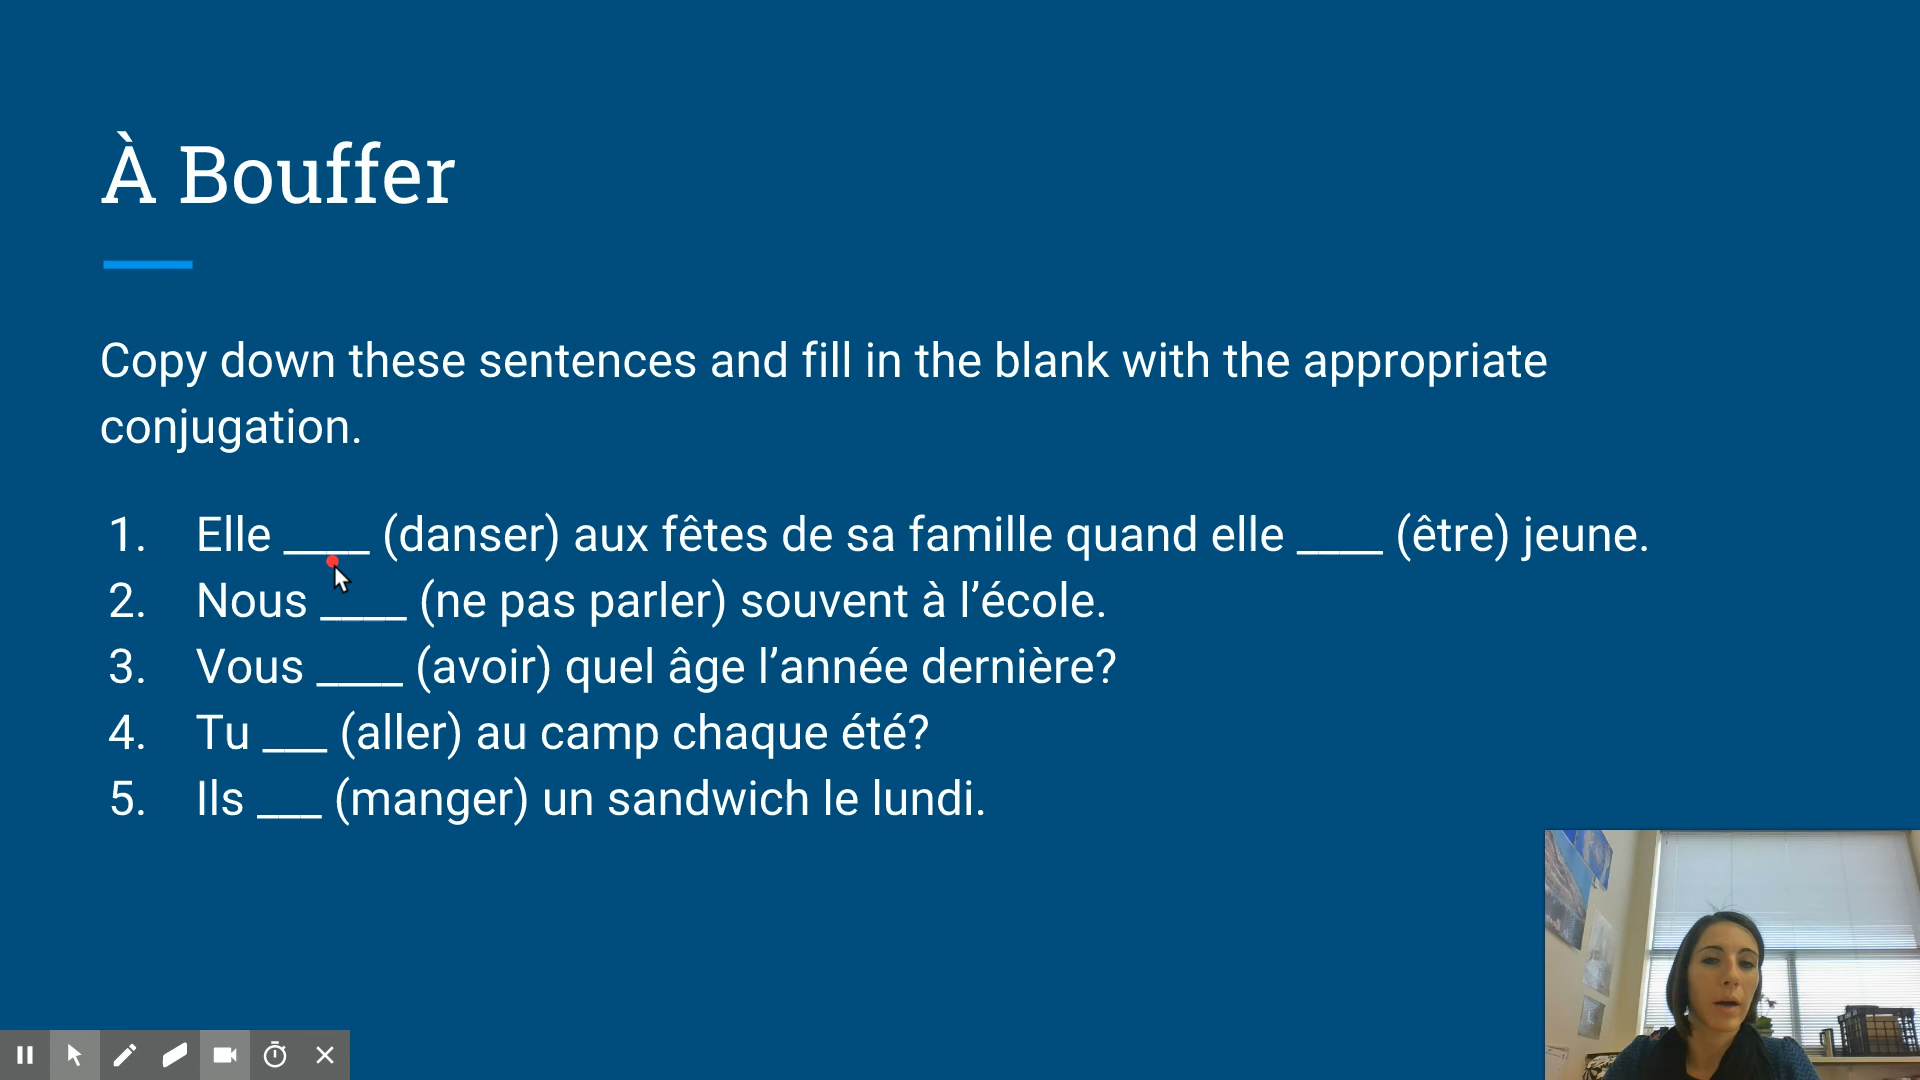 À Bouffer
Copy down these sentences and fill in the blank with the appropriate
conjugation.
1. Elle ____ (danser) aux fêtes de sa famille quand elle ____ (être) jeune.
2. Nous ____ (ne pas parler) souvent à l’école.
3. Vous ____ (avoir) quel âge l’année dernière?
4. Tu ___ (aller) au camp chaque été?
5. Ils ___ (manger) un sandwich le lundi.